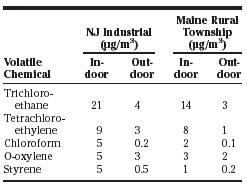 Maine Rural
NJ Industrial Township
(µg/m³) (µg/m³)
Volatile In- Out- In- Out-
Chemical door door door door
Trichloro-
ethane 21 4 14 3
Tetrachloro-
ethylene 9 3 8 1
Chloroform 5 0.2 2 0.1
O-oxylene 5 3 3 2
Styrene 5 0.5 1 0.2